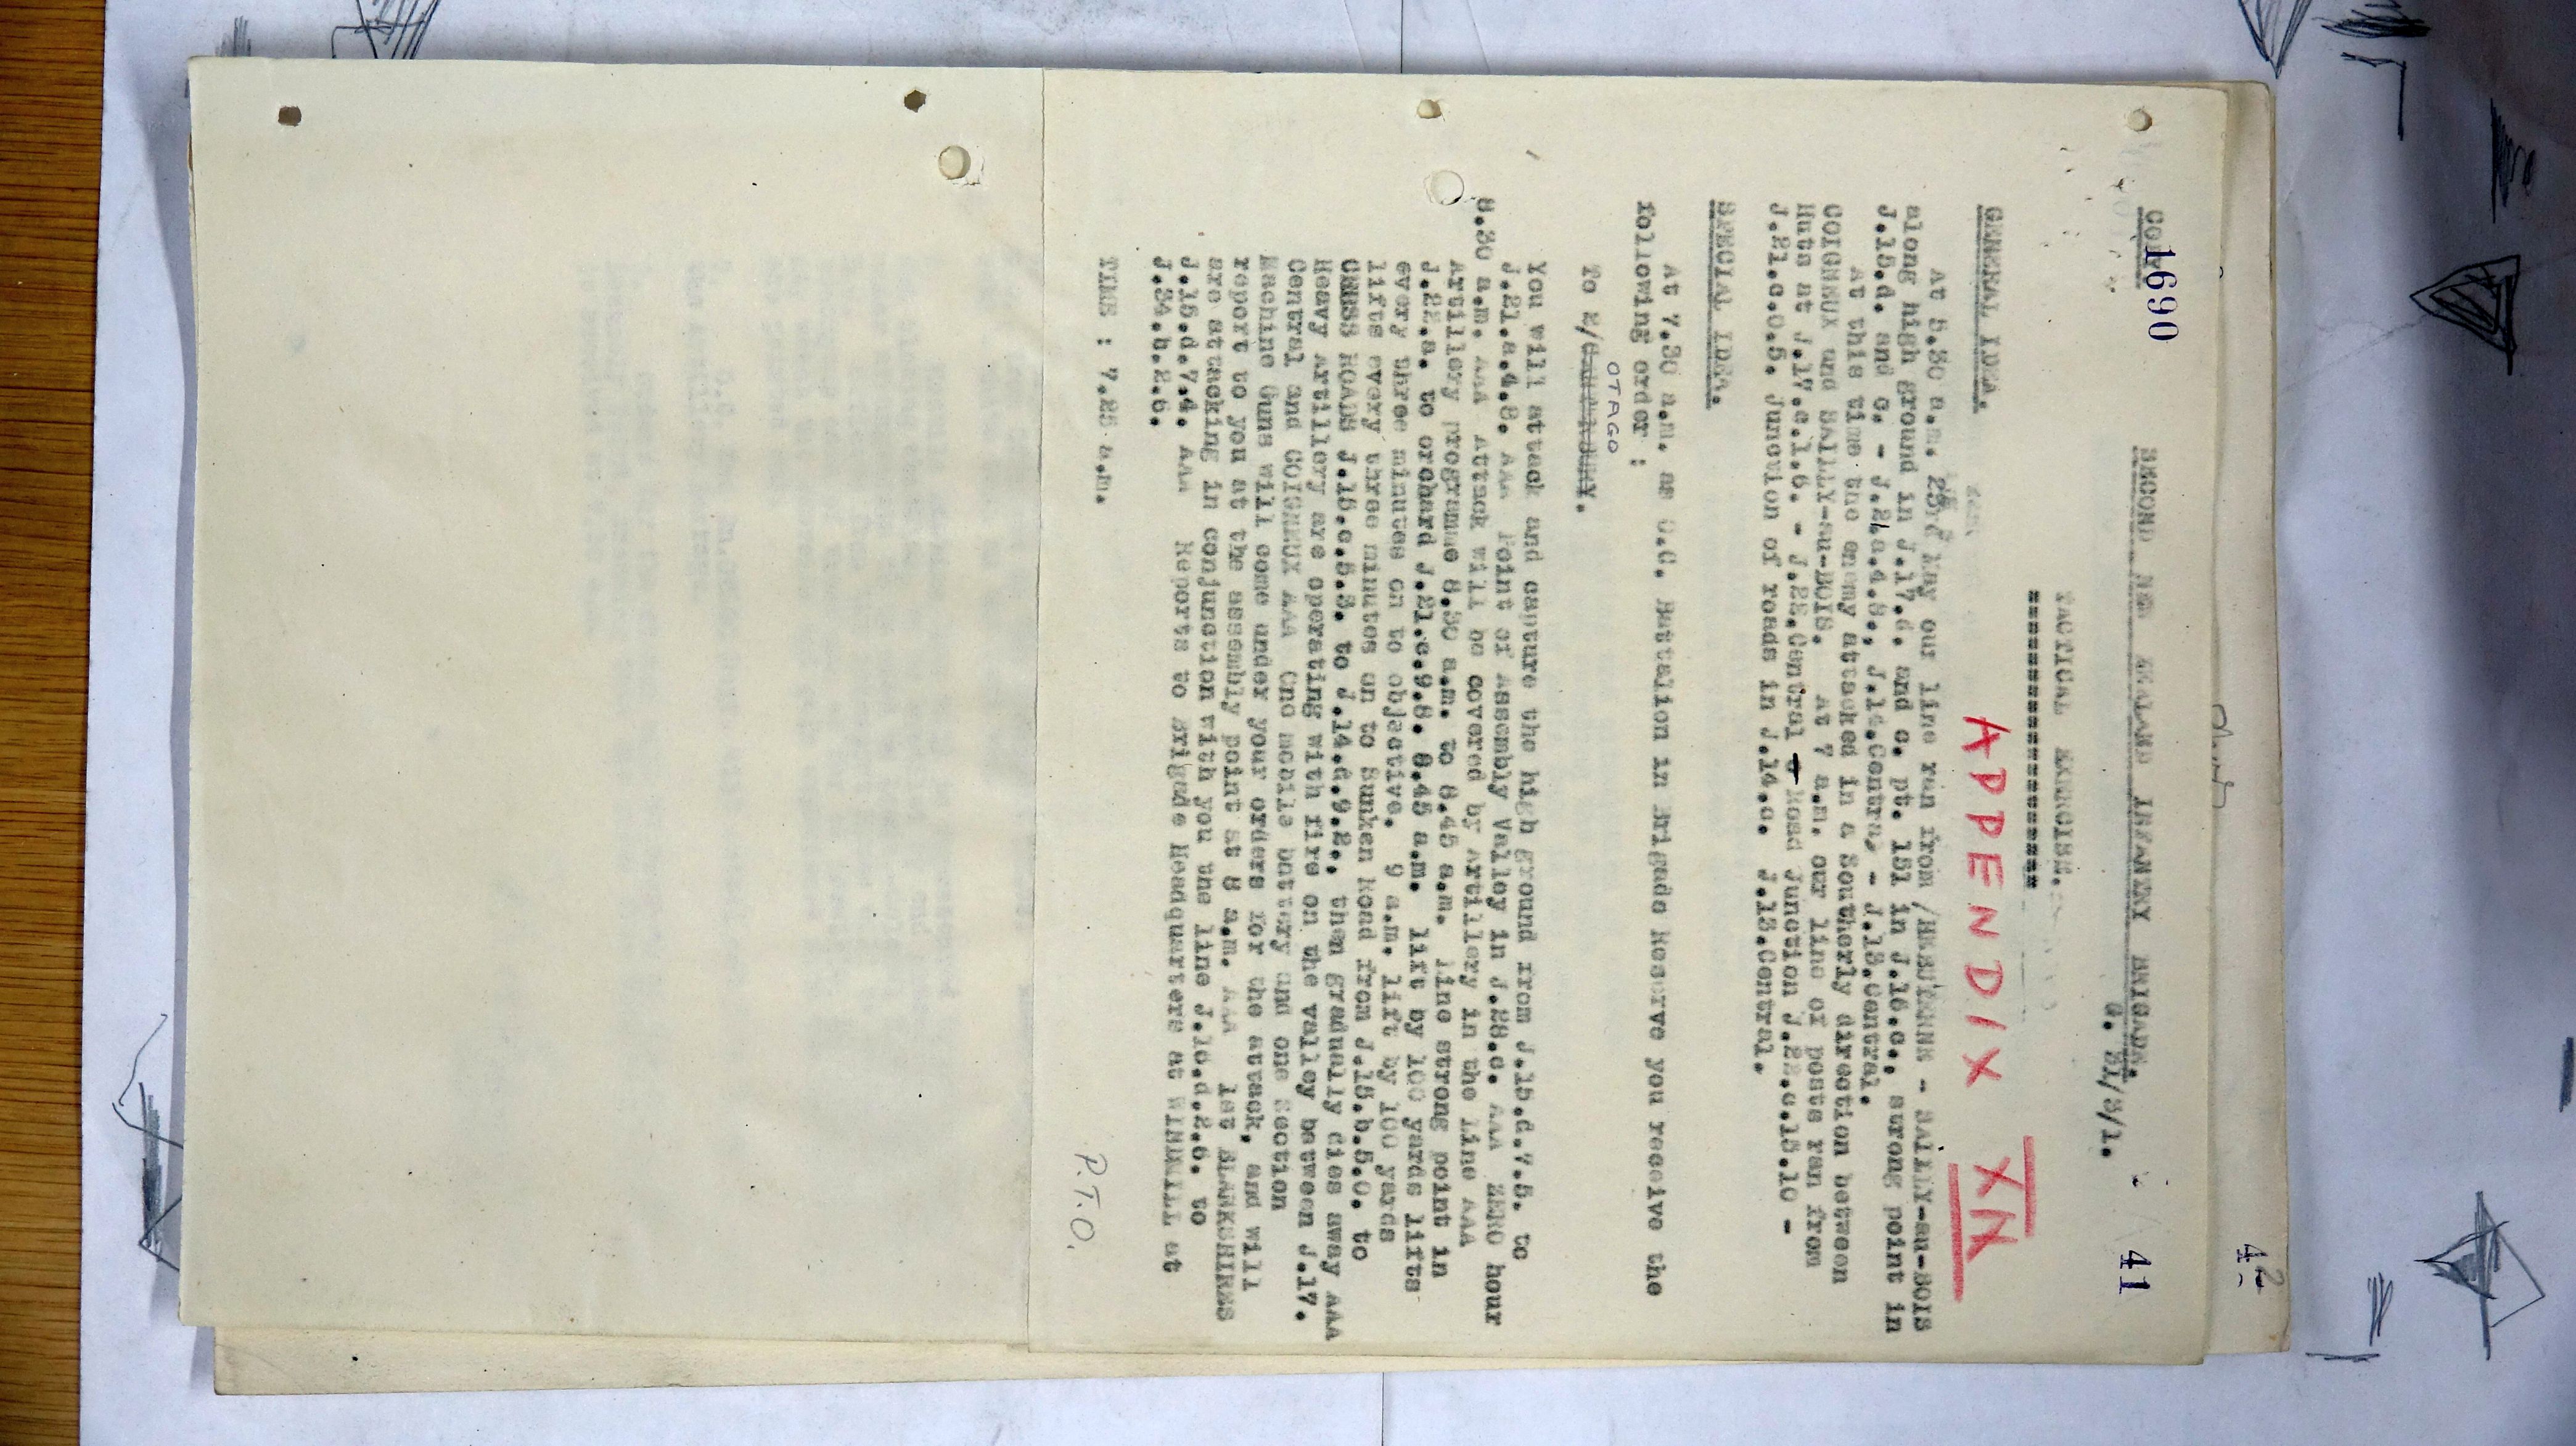 COPY
1690
SECOND NEW ZEALAND INFANTRY BRIGADE.
G. 31/3/1.
41
42
TACTICAL EXERCISE.
==================
APPENDIX XII
GENERAL IDEA.
At 5.30 a.m. 25th May our line ran from /HEBUTERNE - SAILLY-au-BOIS
along high ground in J.17.d. and c. pt. 151 in J.16.c., strong point in
J.15.d. and c. - J.21.a.4.8., J.14.Central - J.13.Central.
At this time the enemy attacked in a Southerly direction between
COIGNEUX and SAILLY-au-BOIS. At 7 a.m. our line of posts ran from
Huts at J.17.c.1.6. - J.22.Central - Road Junction J.22.c.15.10 -
J.21.c.0.5. junction of roads in J.14.c. J.13.Central.
SPECIAL IDEA.
At 7.30 a.m. as O.C. Battalion in Brigade Reserve you receive the
following order :
OTAGO
To 2/CANTERBURY.
You will attack and capture the high ground from J.15.d.7.5. to
J.21.a.4.8. AAA Point of Assembly Valley in J.28.c. AAA ZERO hour
8.30 a.m. AAA Attack will be covered by Artillery in the line AAA
Artillery programme 8.30 a.m. to 8.45 a.m. line strong point in
J.22.a. to orchard J.21.c.9.8. 8.45 a.m. lift by 100 yards lifts
every three minutes on to objective. 9 a.m. lift by 100 yards
lifts every three minutes on to Sunken Road from J.15.b.5.0. to
CROSS ROADS J.15.c.5.3. to J.14.d.9.2., then gradually dies away AAA
Heavy Artillery are operating with fire on the valley between J.17.
Central and COIGNEUX AAA One mobile battery and one Section
Machine Guns will come under your orders for the attack, and will
report to you at the assembly point at 8 a.m. AAA 1st BLANKSHIRES
are attacking in conjunction with you the line J.16.d.2.6. to
J.15.d.7.4. AAA Reports to Brigade Headquarters at WINDMILL at
J.34.b.2.6.
TIME : 7.25 a.m.
P.T.O.